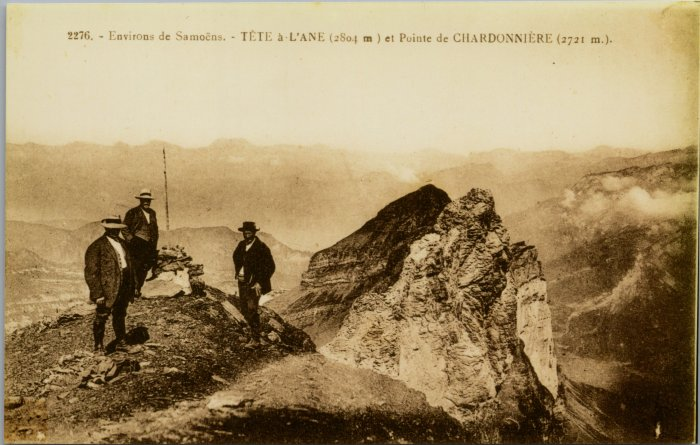 2276. - Environs de Samoëns. - TÊTE à L'ANE (2804 m ) et Pointe de CHARDONNIÈRE (2721 m.).